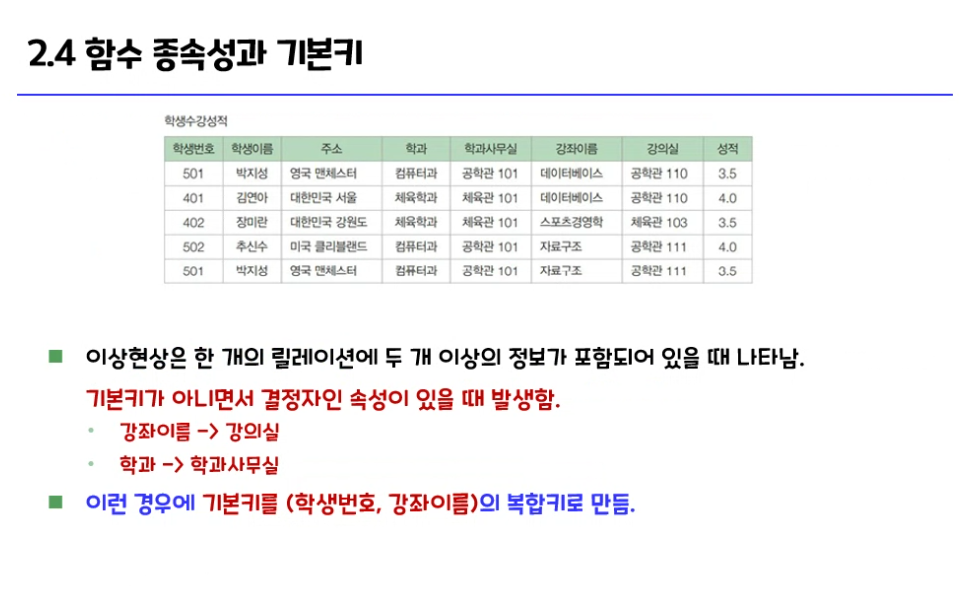 2.4 함수 종속성과 기본키
학생수강성적
학생번호 학생이름 주소 학과 학과사무실 강좌이름 강의실 성적
501 박지성 영국 맨체스터 컴퓨터과 공학관 101 데이터베이스 공학관 110 3.5
401 김연아 대한민국 서울 체육학과 체육관 101 데이터베이스 공학관 110 4.0
402 장미란 대한민국 강원도 체육학과 체육관 101 스포츠경영학 체육관 103 3.5
502 추신수 미국 클리블랜드 컴퓨터과 공학관 101 자료구조 공학관 111 4.0
501 박지성 영국 맨체스터 컴퓨터과 공학관 101 자료구조 공학관 111 3.5
■ 이상현상은 한 개의 릴레이션에 두 개 이상의 정보가 포함되어 있을 때 나타남.
기본키가 아니면서 결정자인 속성이 있을 때 발생함.
• 강좌이름 -> 강의실
• 학과 -> 학과사무실
■ 이런 경우에 기본키를 (학생번호, 강좌이름)의 복합키로 만듬.